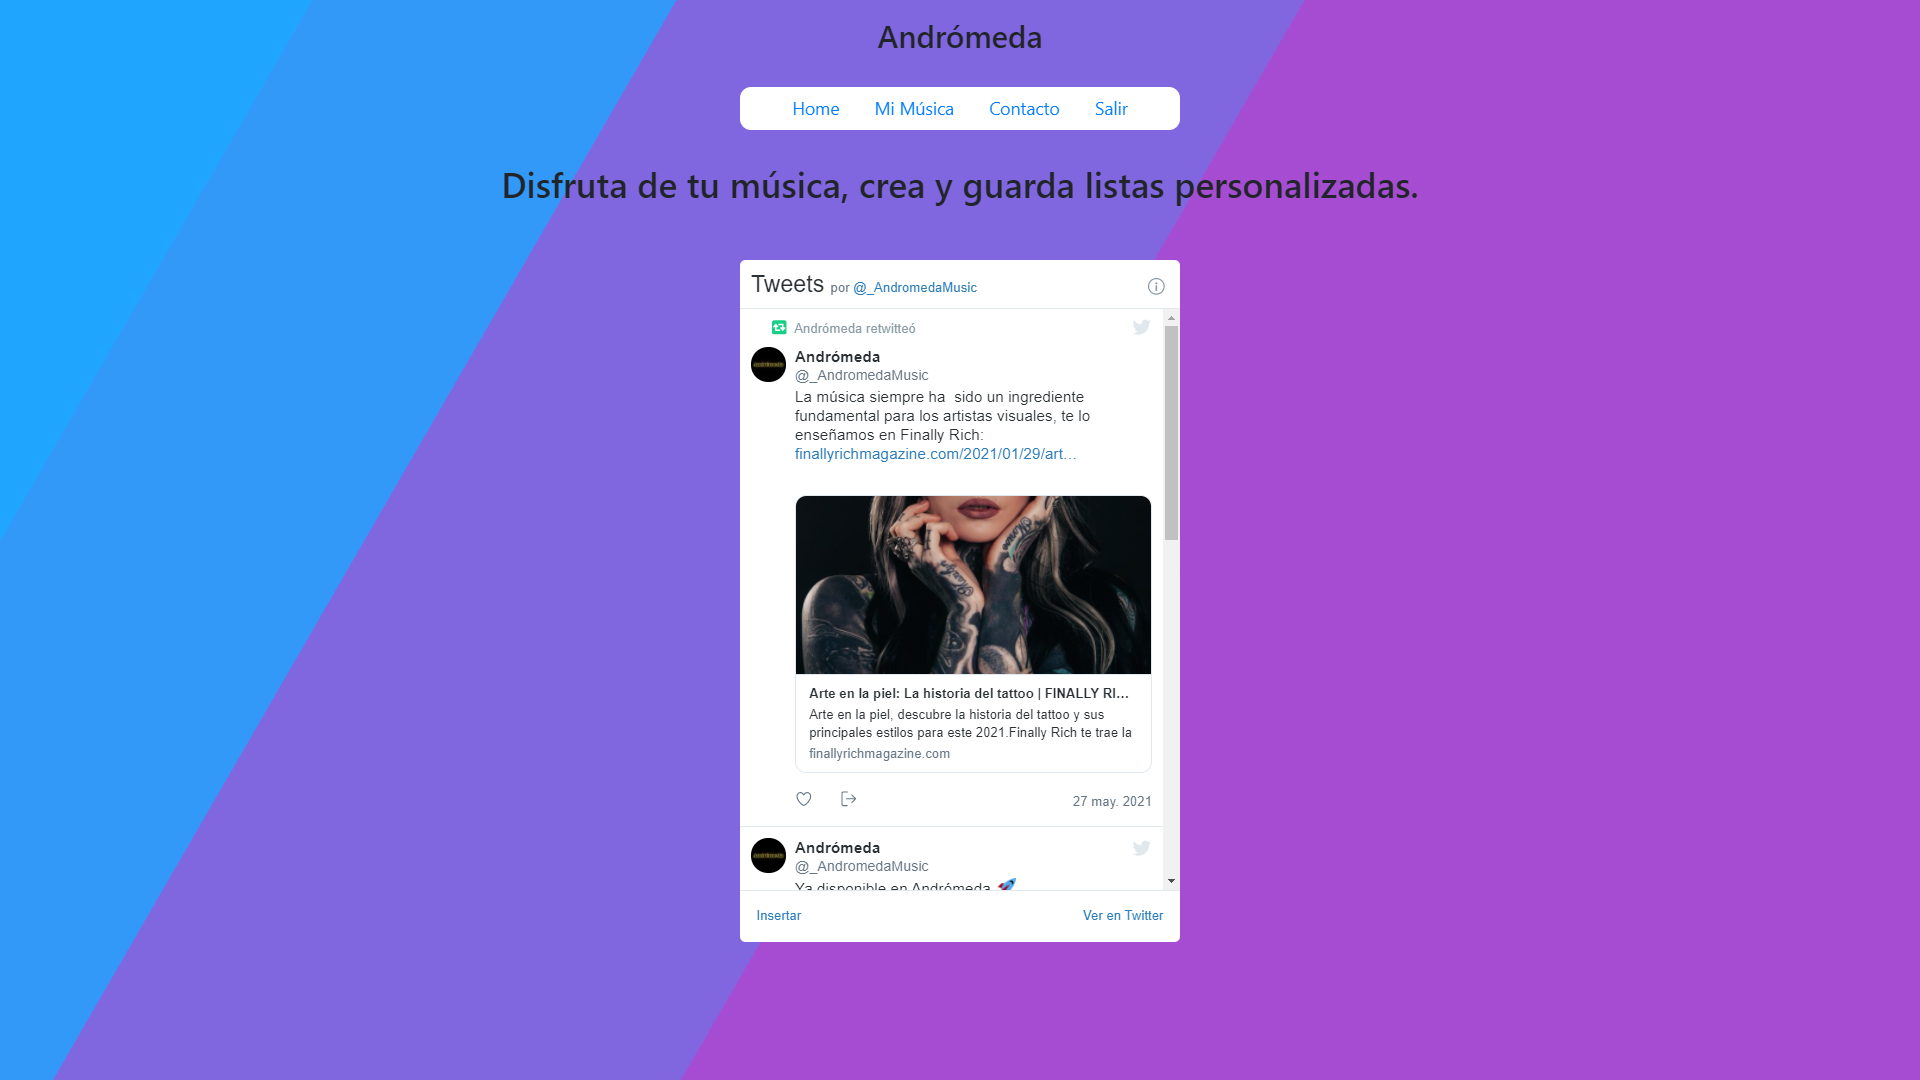 Andrómeda
Home Mi Música Contacto Salir
Disfruta de tu música, crea y guarda listas personalizadas.
Tweets por @_AndromedaMusic
Andrómeda retwitteó
Andrómeda
@_AndromedaMusic
La música siempre ha  sido un ingrediente
fundamental para los artistas visuales, te lo
enseñamos en Finally Rich:
finallyrichmagazine.com/2021/01/29/art…
Arte en la piel: La historia del tattoo | FINALLY RI…
Arte en la piel, descubre la historia del tattoo y sus
principales estilos para este 2021.Finally Rich te trae la
finallyrichmagazine.com
27 may. 2021
Andrómeda
@_AndromedaMusic
Ya disponible en Andrómeda 🚀
Insertar Ver en Twitter